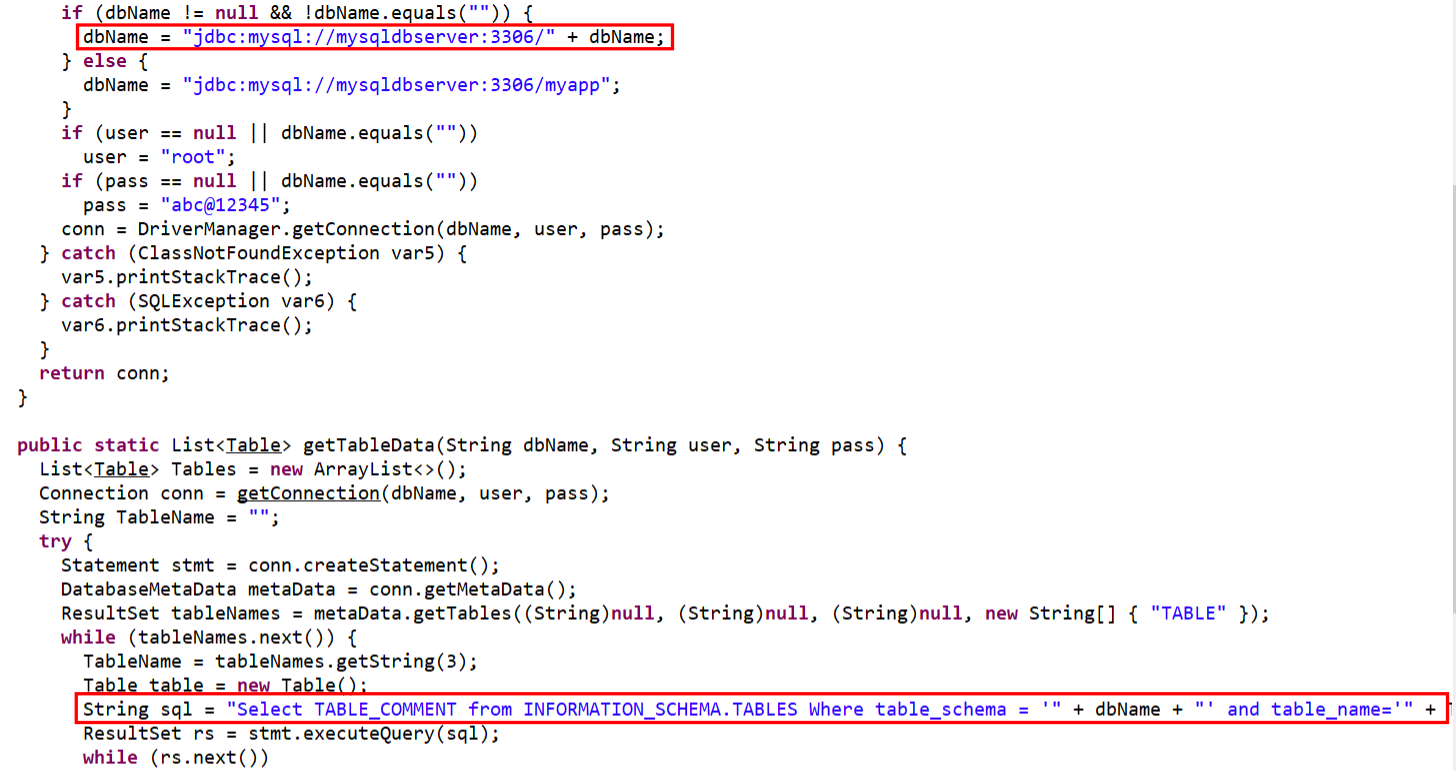 if (dbName != null && !dbName.equals("")) {
dbName = "jdbc:mysql://mysqldbserver:3306/" + dbName;
} else {
dbName = "jdbc:mysql://mysqldbserver:3306/myapp";
}
if (user == null || dbName.equals(""))
user = "root";
if (pass == null || dbName.equals(""))
pass = "abc@12345";
conn = DriverManager.getConnection(dbName, user, pass);
} catch (ClassNotFoundException var5) {
var5.printStackTrace();
} catch (SQLException var6) {
var6.printStackTrace();
}
return conn;
}
public static List<Table> getTableData(String dbName, String user, String pass) {
List<Table> Tables = new ArrayList<>();
Connection conn = getConnection(dbName, user, pass);
String TableName = "";
try {
Statement stmt = conn.createStatement();
DatabaseMetaData metaData = conn.getMetaData();
ResultSet tableNames = metaData.getTables((String)null, (String)null, (String)null, new String[] { "TABLE" });
while (tableNames.next()) {
TableName = tableNames.getString(3);
Table table = new Table();
String sql = "Select TABLE_COMMENT from INFORMATION_SCHEMA.TABLES Where table_schema = '" + dbName + "' and table_name='" +
ResultSet rs = stmt.executeQuery(sql);
while (rs.next())